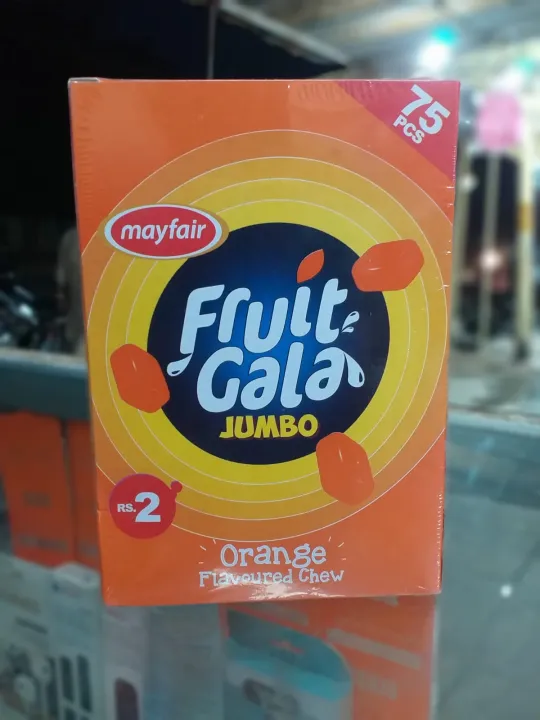 75
PCS
mayfair
Fruit
Gala
JUMBO
RS.2
Orange
Flavoured Chew